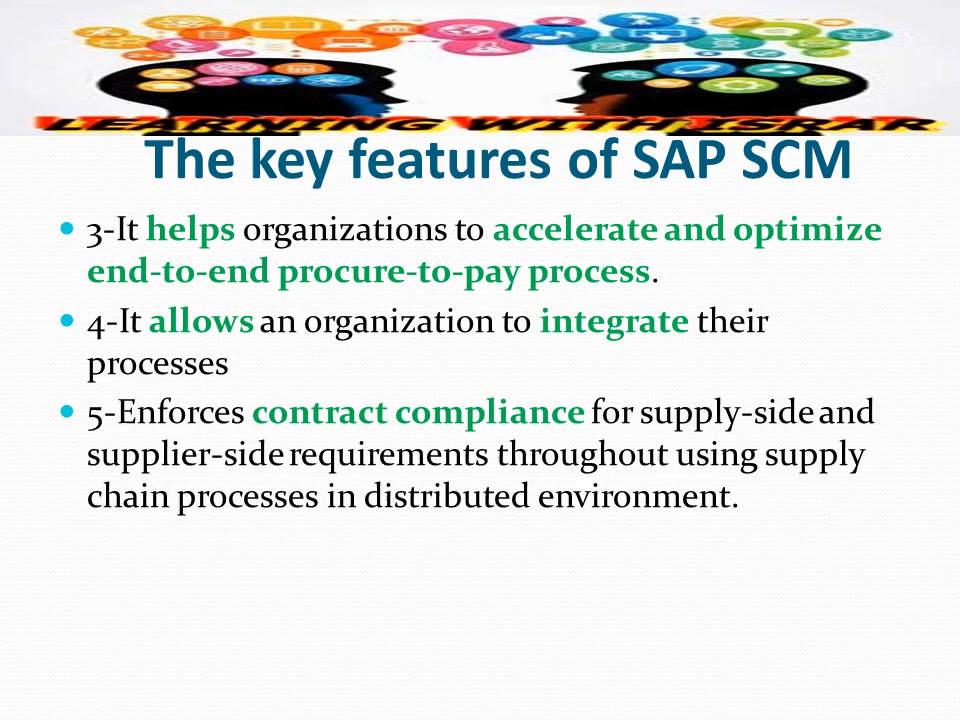 LEARNING WITH ISRAR
The key features of SAP SCM
3-It helps organizations to accelerate and optimize
end-to-end procure-to-pay process.
4-It allows an organization to integrate their
processes
5-Enforces contract compliance for supply-side and
supplier-side requirements throughout using supply
chain processes in distributed environment.